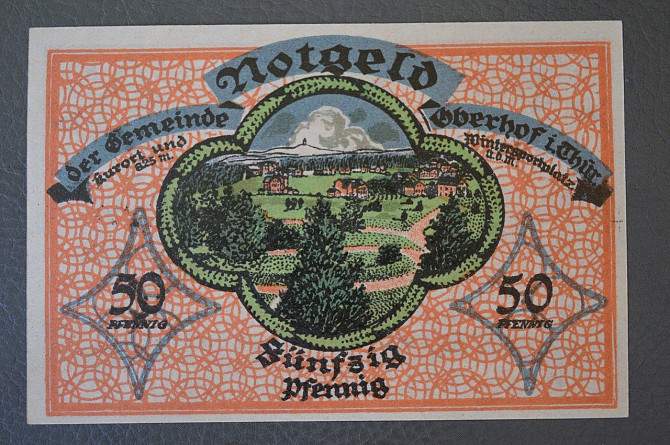 Notgeld
der Gemeinde Oberhof i. Thür.
Kurort und Wintersportplatz
ü.d.m.
50
PFENNIG
50
PFENNIG
Fünfzig
Pfennig